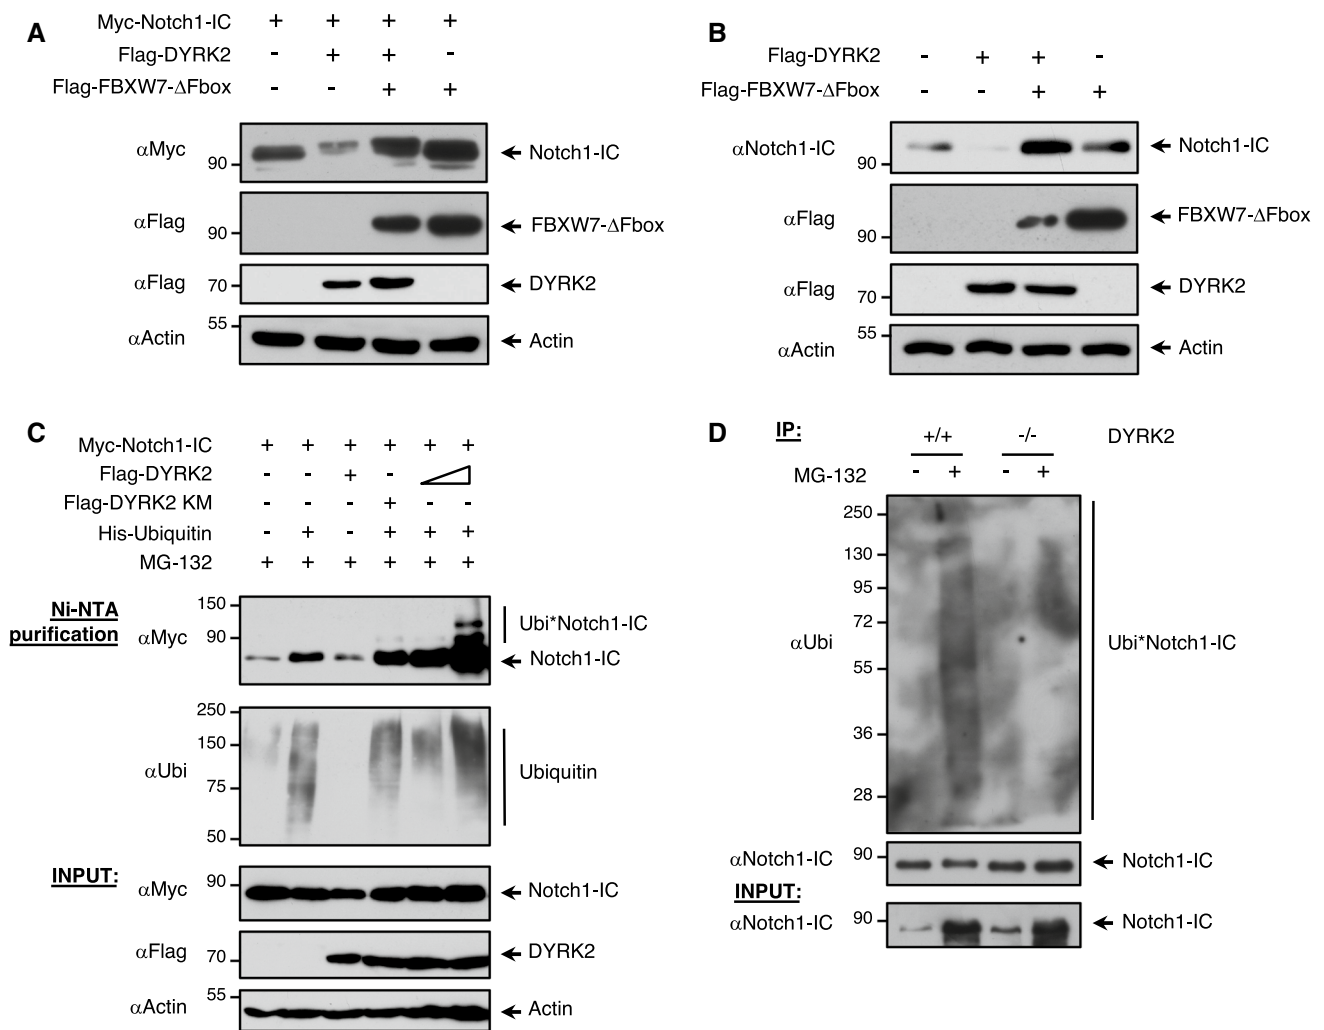 A
Myc-Notch1-IC + + + +
Flag-DYRK2 - + + -
Flag-FBXW7-ΔFbox - - + +
αMyc 90 Notch1-IC
αFlag 90 FBXW7-ΔFbox
αFlag 70 DYRK2
αActin 55 Actin
B
Flag-DYRK2 - + + -
Flag-FBXW7-ΔFbox - - + +
αNotch1-IC 90 Notch1-IC
αFlag 90 FBXW7-ΔFbox
αFlag 70 DYRK2
αActin 55 Actin
C
Myc-Notch1-IC + + + + + +
Flag-DYRK2 - - + -
Flag-DYRK2 KM - - - + - -
His-Ubiquitin - + - + + +
MG-132 + + + + + +
Ni-NTA
purification
150
αMyc 90
Ubi*Notch1-IC
Notch1-IC
250
150
αUbi
75
50
Ubiquitin
INPUT:
αMyc 90 Notch1-IC
αFlag 70 DYRK2
αActin 55 Actin
D
IP: +/+ -/- DYRK2
MG-132 - + - +
250
130
95
72
αUbi
55
36
28
Ubi*Notch1-IC
αNotch1-IC 90 Notch1-IC
INPUT:
αNotch1-IC 90 Notch1-IC